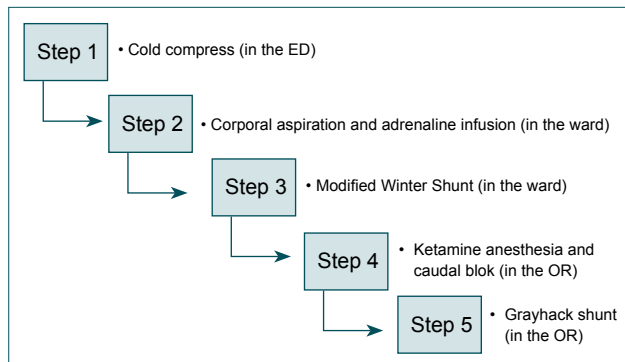 Step 1
• Cold compress (in the ED)
Step 2
• Corporal aspiration and adrenaline infusion (in the ward)
Step 3
• Modified Winter Shunt (in the ward)
Step 4
• Ketamine anesthesia and
caudal blok (in the OR)
Step 5
• Grayhack shunt
(in the OR)